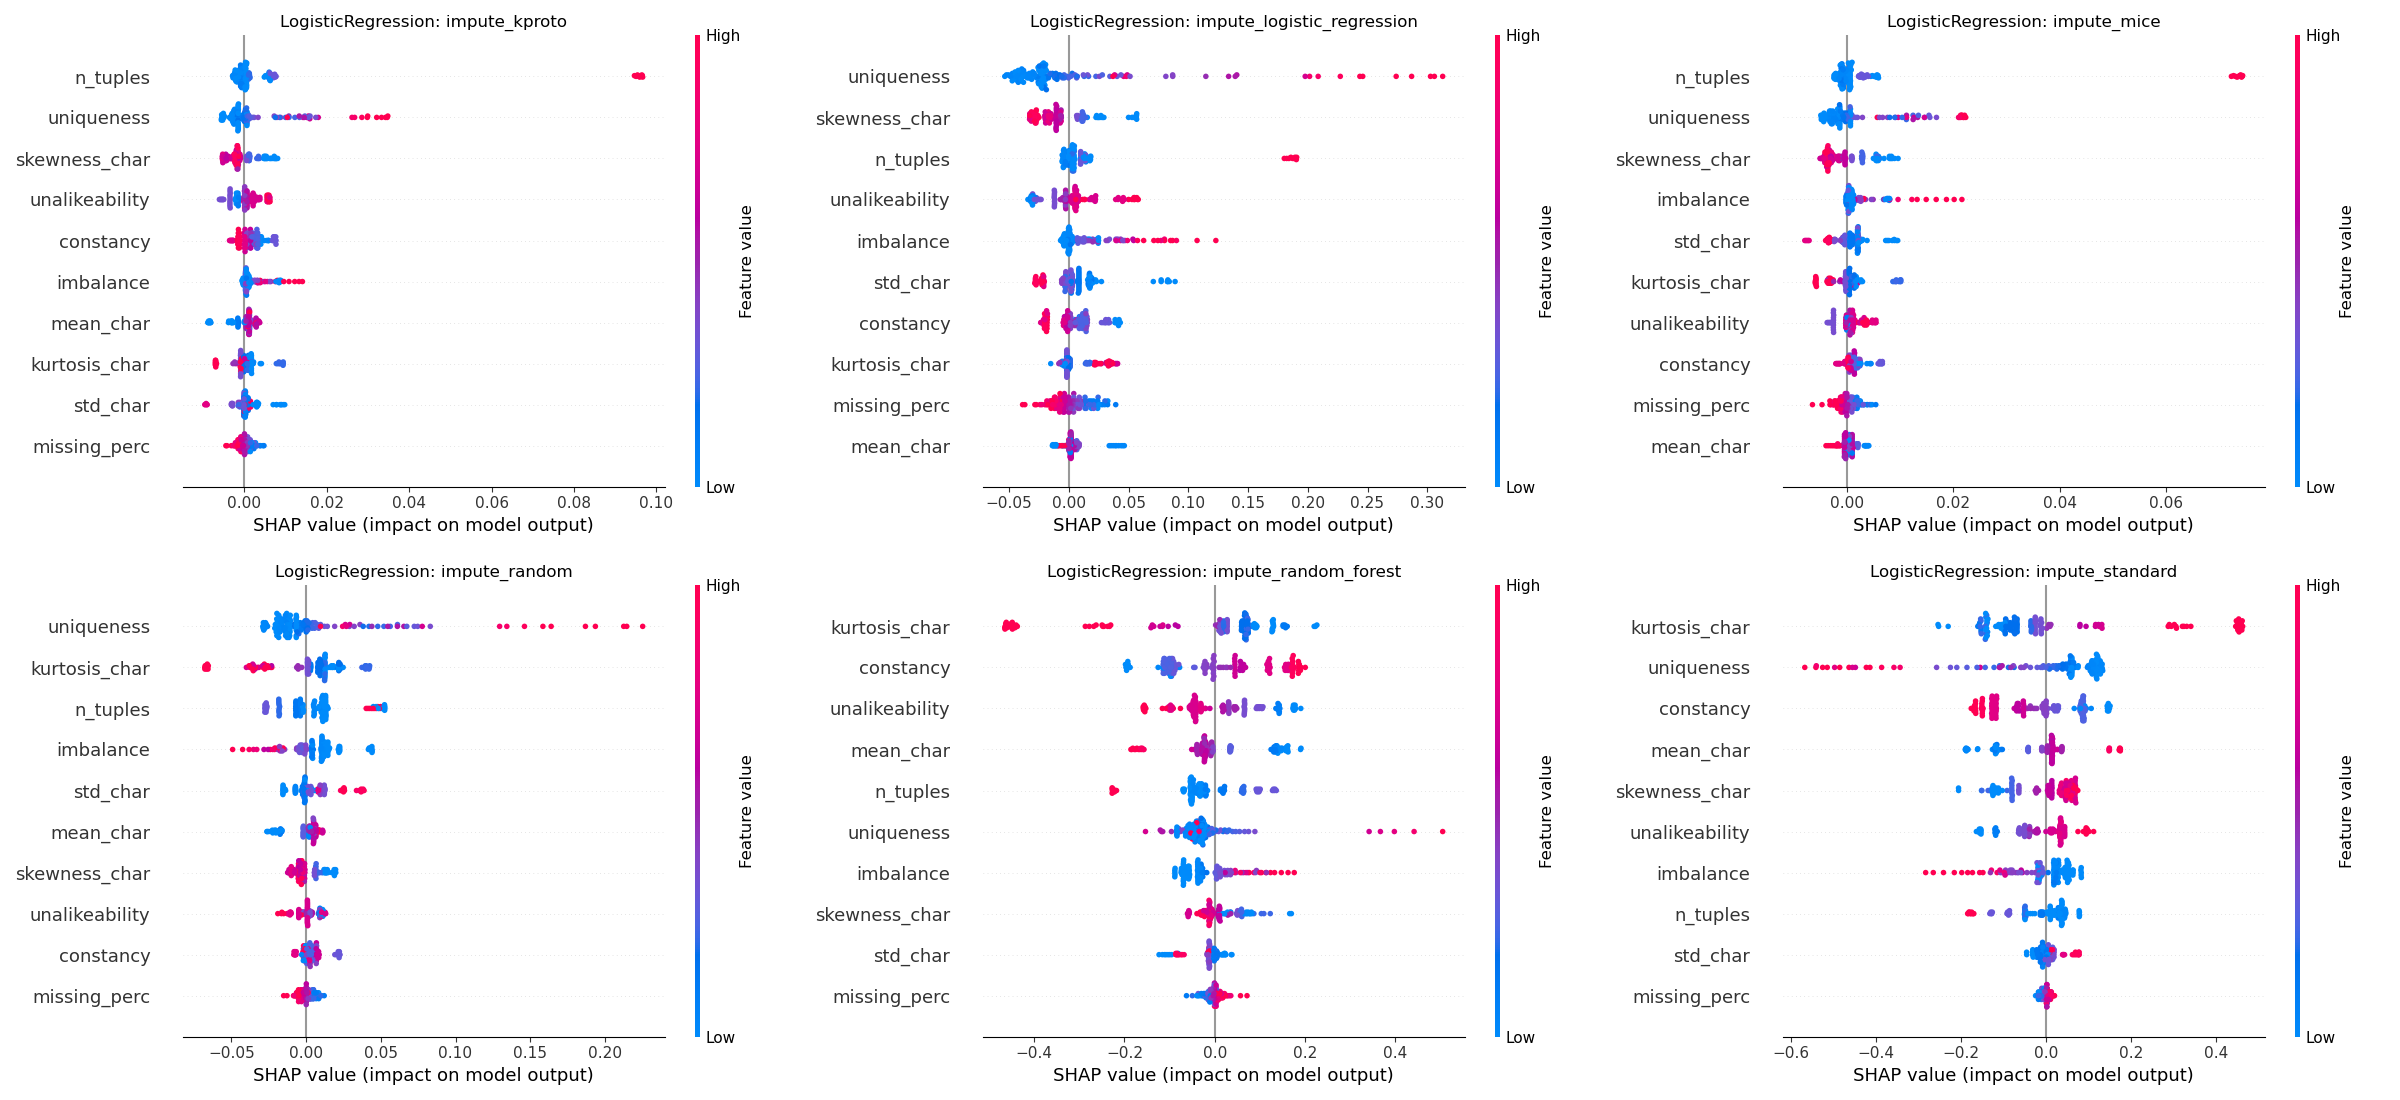 LogisticRegression: impute_kproto
n_tuples
uniqueness
skewness_char
unalikeability
constancy
imbalance
mean_char
kurtosis_char
std_char
missing_perc
0.00 0.02 0.04 0.06 0.08 0.10
SHAP value (impact on model output)
High
Feature value
Low
LogisticRegression: impute_logistic_regression
uniqueness
skewness_char
n_tuples
unalikeability
imbalance
std_char
constancy
kurtosis_char
missing_perc
mean_char
−0.05 0.00 0.05 0.10 0.15 0.20 0.25 0.30
SHAP value (impact on model output)
High
Feature value
Low
LogisticRegression: impute_mice
n_tuples
uniqueness
skewness_char
imbalance
std_char
kurtosis_char
unalikeability
constancy
missing_perc
mean_char
0.00 0.02 0.04 0.06
SHAP value (impact on model output)
High
Feature value
Low
LogisticRegression: impute_random
uniqueness
kurtosis_char
n_tuples
imbalance
std_char
mean_char
skewness_char
unalikeability
constancy
missing_perc
−0.05 0.00 0.05 0.10 0.15 0.20
SHAP value (impact on model output)
High
Feature value
Low
LogisticRegression: impute_random_forest
kurtosis_char
constancy
unalikeability
mean_char
n_tuples
uniqueness
imbalance
skewness_char
std_char
missing_perc
−0.4 −0.2 0.0 0.2 0.4
SHAP value (impact on model output)
High
Feature value
Low
LogisticRegression: impute_standard
kurtosis_char
uniqueness
constancy
mean_char
skewness_char
unalikeability
imbalance
n_tuples
std_char
missing_perc
−0.6 −0.4 −0.2 0.0 0.2 0.4
SHAP value (impact on model output)
High
Feature value
Low